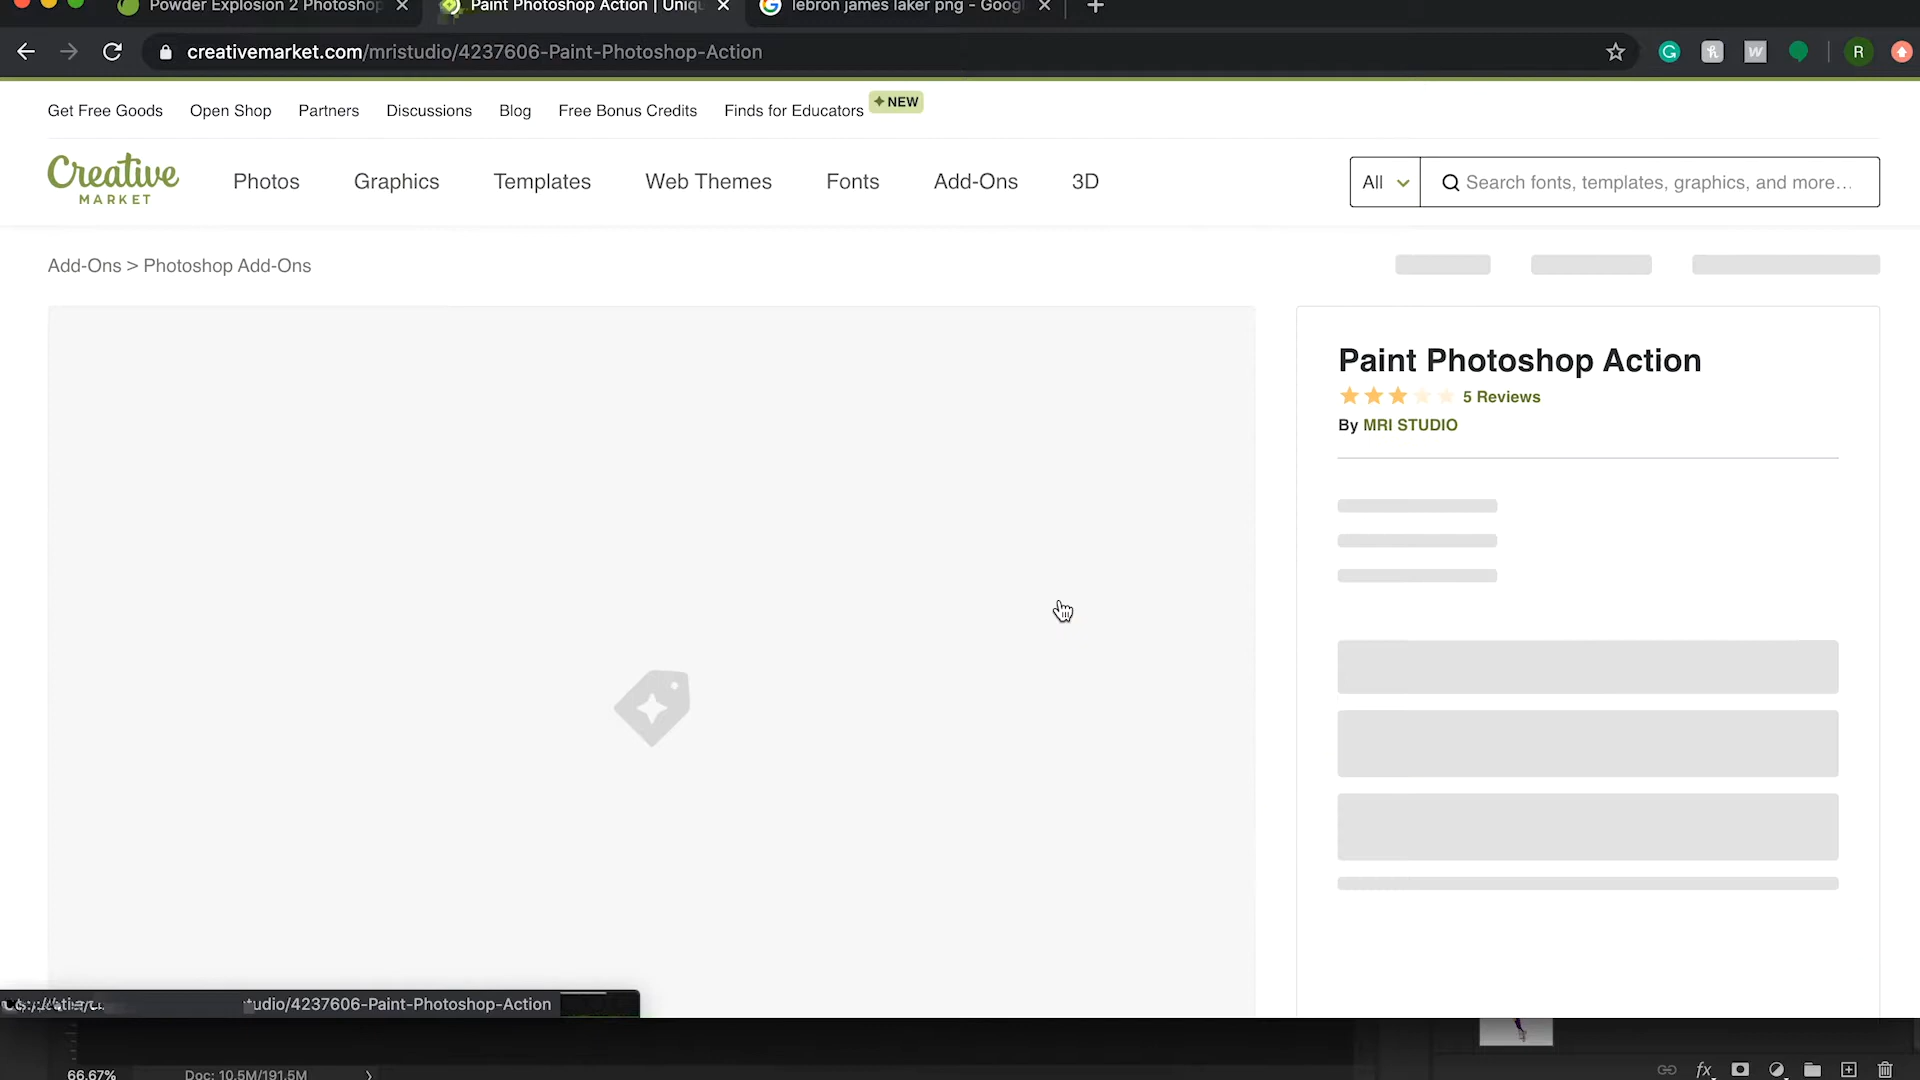 Powder Explosion 2 Photoshop
Paint Photoshop Action | Uniqu
lebron james laker png - Googl
creativemarket.com/mristudio/4237606-Paint-Photoshop-Action
R
Get Free Goods
Open Shop
Partners
Discussions
Blog
Free Bonus Credits
Finds for Educators
NEW
Creative
MARKET
Photos
Graphics
Templates
Web Themes
Fonts
Add-Ons
3D
All
Search fonts, templates, graphics, and more...
Add-Ons > Photoshop Add-Ons
Paint Photoshop Action
5 Reviews
By MRI STUDIO
tudio/4237606-Paint-Photoshop-Action
66.67%
Doc: 10.5M/191.5M
fx